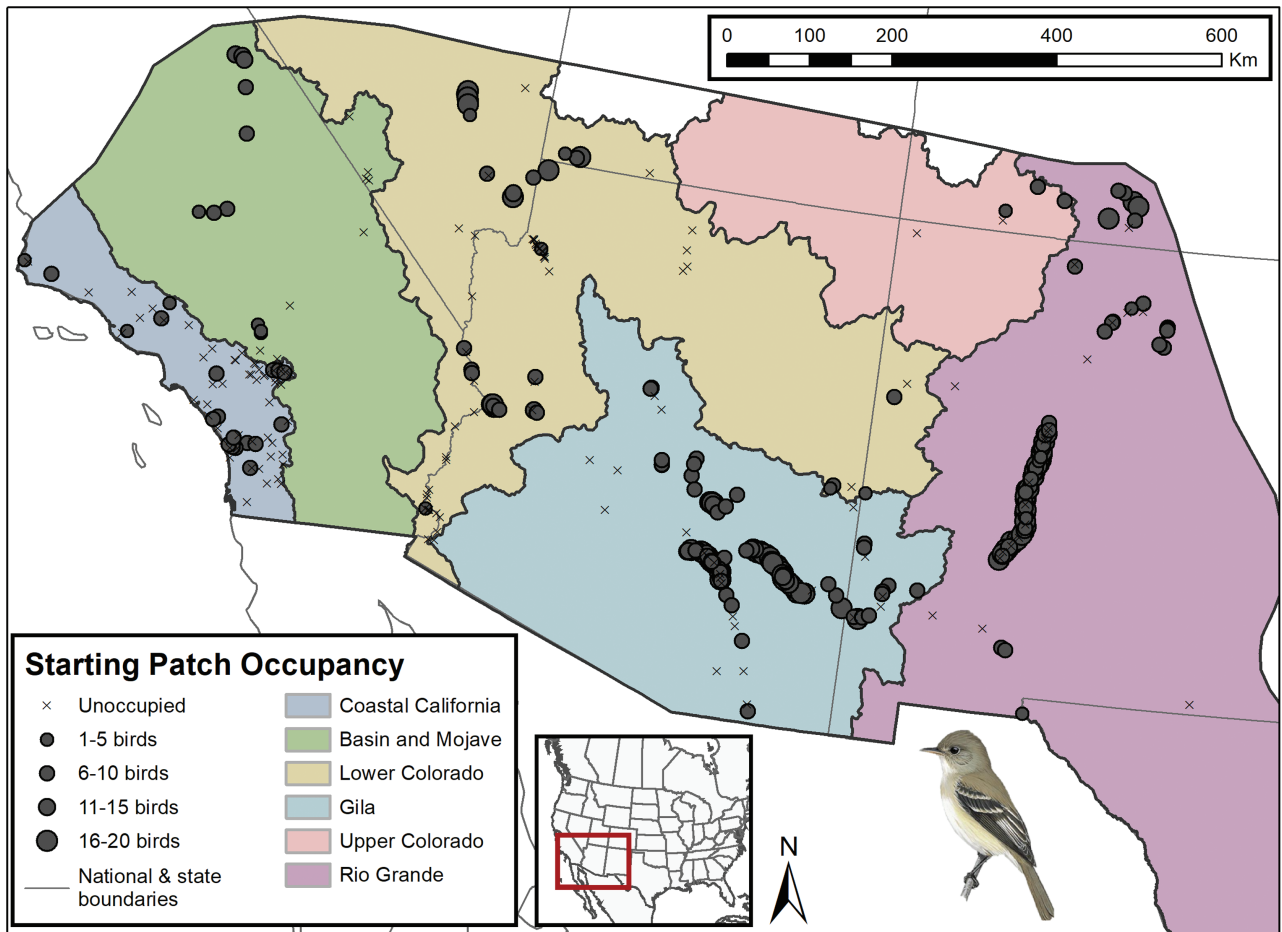 0 100 200 400 600
Km
Starting Patch Occupancy
Unoccupied
1-5 birds
6-10 birds
11-15 birds
16-20 birds
National & state
boundaries
Coastal California
Basin and Mojave
Lower Colorado
Gila
Upper Colorado
Rio Grande
N